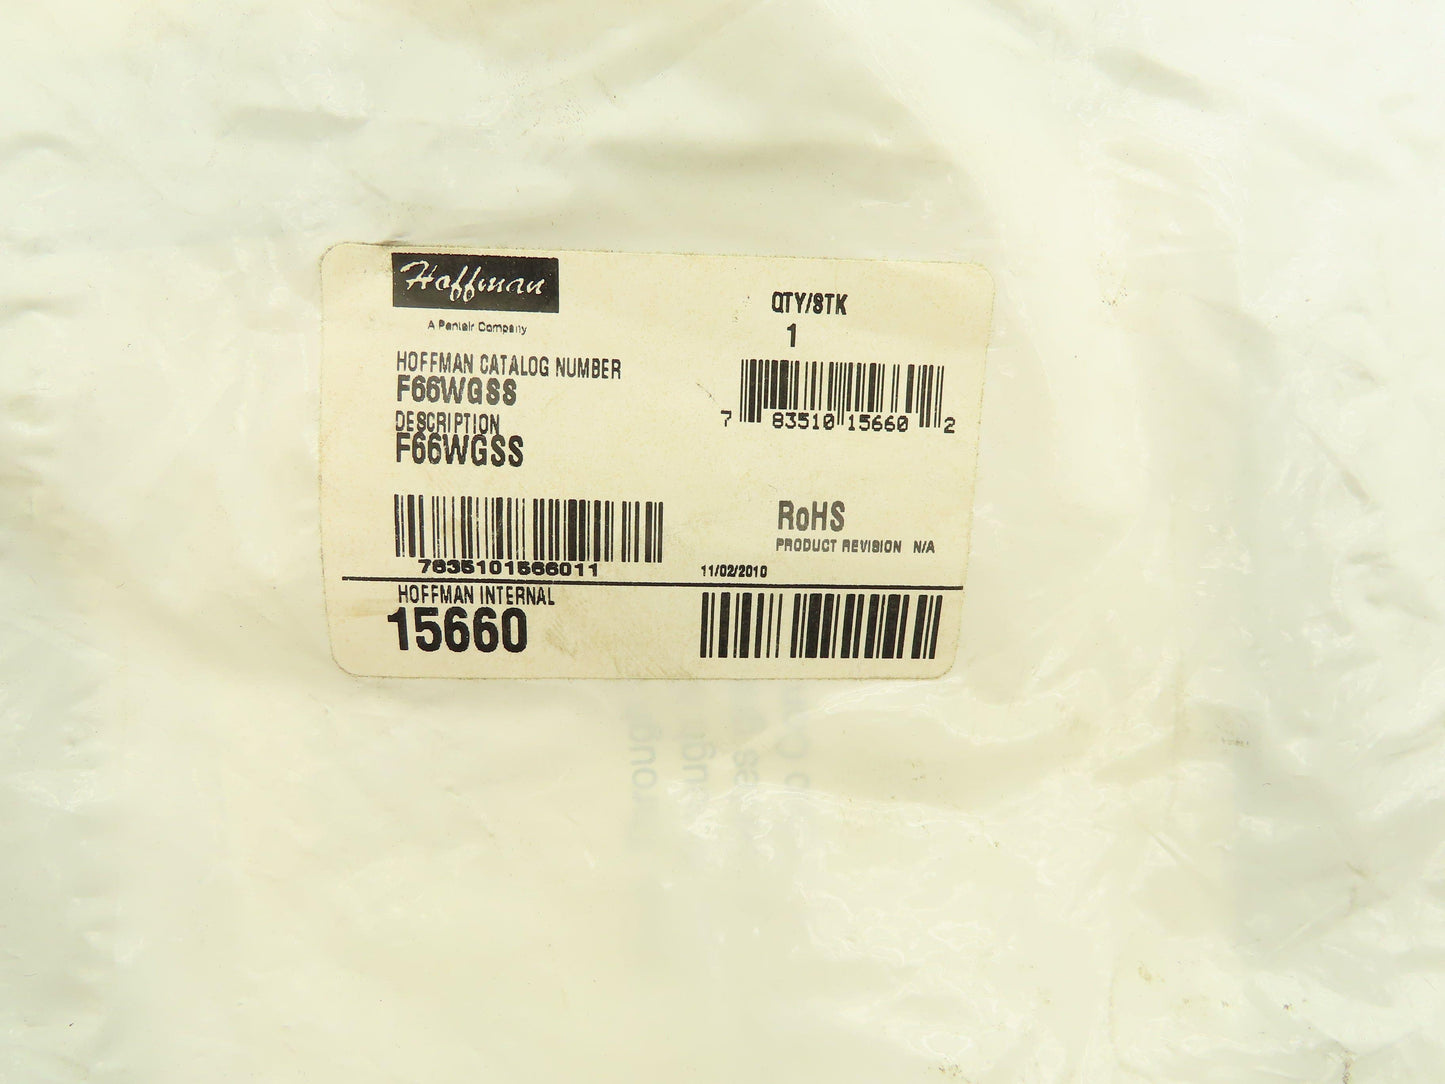 Hoffman
A Pentair Company
QTY/STK
1
HOFFMAN CATALOG NUMBER
F66WGSS
DESCRIPTION
F66WGSS
7 83510 15660 2
7835101566011
RoHS
PRODUCT REVISION N/A
11/02/2010
HOFFMAN INTERNAL
15660